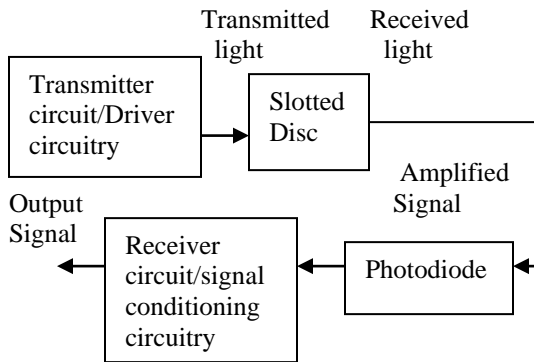 Transmitted
light
Received
light
Transmitter
circuit/Driver
circuitry
Slotted
Disc
Amplified
Signal
Output
Signal
Receiver
circuit/signal
conditioning
circuitry
Photodiode